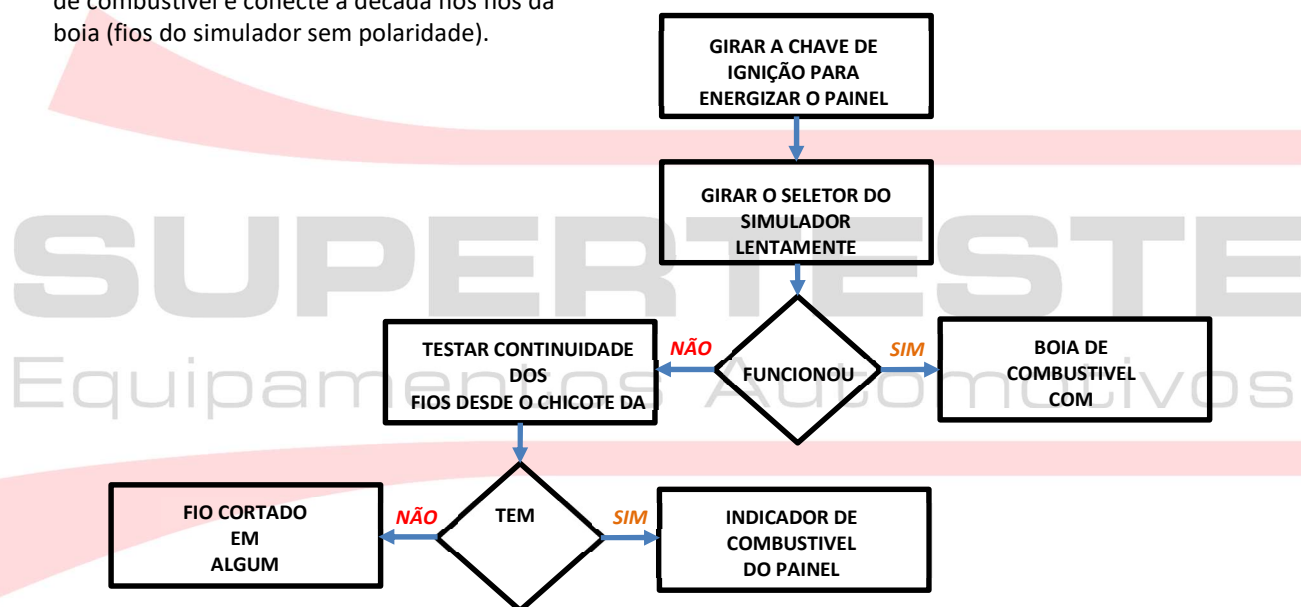 de combustível e conecte a década nos fios da
boia (fios do simulador sem polaridade).
GIRAR A CHAVE DE
IGNIÇÃO PARA
ENERGIZAR O PAINEL
GIRAR O SELETOR DO
SIMULADOR
LENTAMENTE
SUPERTESTE
Equipamentos Automotivos
TESTAR CONTINUIDADE
DOS
FIOS DESDE O CHICOTE DA
NÃO
FUNCIONOU
SIM
BOIA DE
COMBUSTIVEL
COM
FIO CORTADO
EM
ALGUM
NÃO
TEM
SIM
INDICADOR DE
COMBUSTIVEL
DO PAINEL